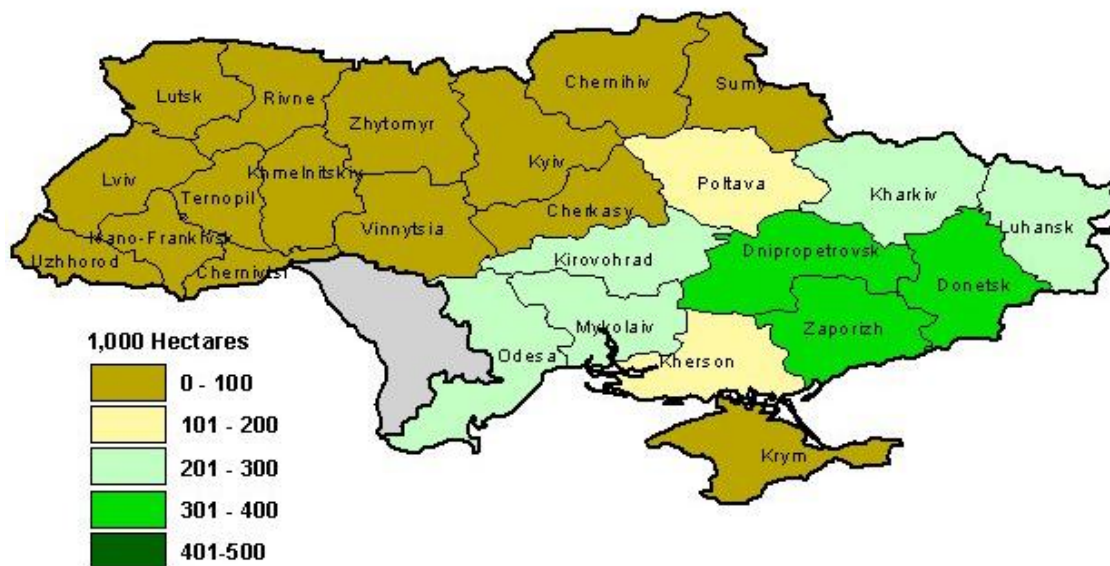 Chernihiv
Sumy
Lutsk
Rivne
Zhytomyr
Kyiv
Poltava
Kharkiv
Lviv
Ternopil
Khmelnitskiy
Luhansk
Vinnytsia
Cherkasy
Ivano-Frankivsk
Uzhhorod
Chernivtsi
Kirovohrad
Dnipropetrovsk
Donetsk
Mykolaiv
Zaporizh
Odesa
Kherson
Krym
1,000 Hectares
0 - 100
101 - 200
201 - 300
301 - 400
401-500